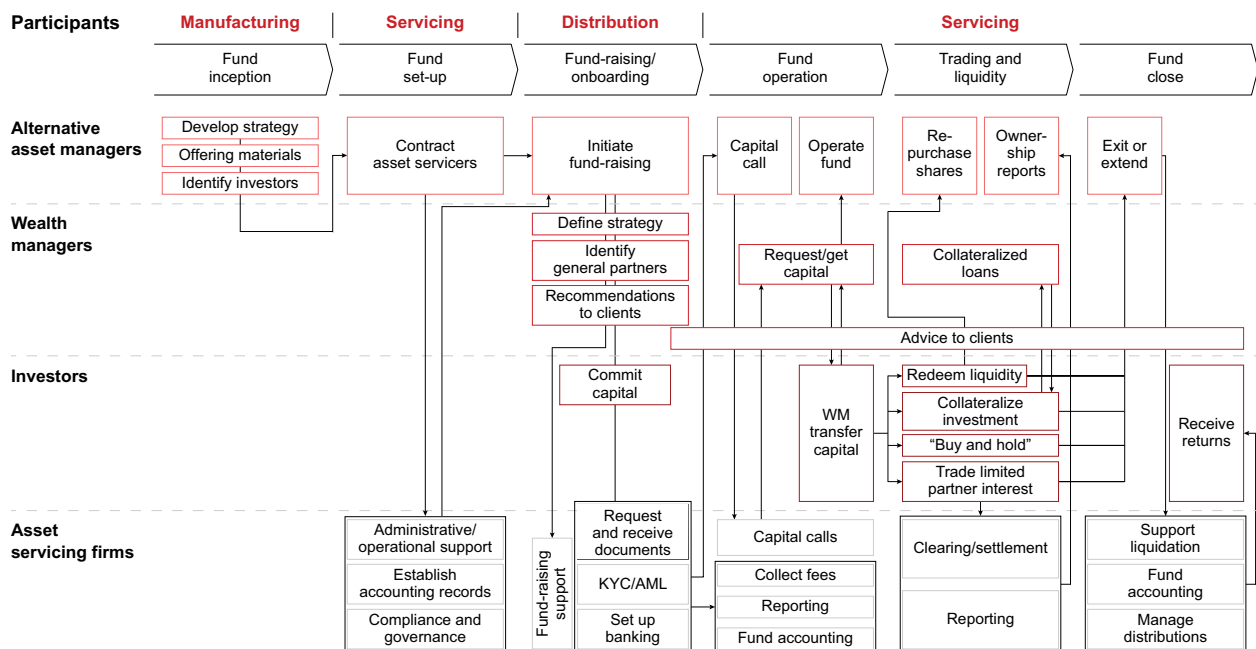 Participants
Manufacturing
Servicing
Distribution
Servicing
Fund
inception
Fund
set-up
Fund-raising/
onboarding
Fund
operation
Trading and
liquidity
Fund
close
Alternative
asset managers
Develop strategy
Offering materials
Identify investors
Contract
asset servicers
Initiate
fund-raising
Capital
call
Operate
fund
Re-
purchase
shares
Owner-
ship
reports
Exit or
extend
Wealth
managers
Define strategy
Identify
general partners
Recommendations
to clients
Request/get
capital
Collateralized
loans
Advice to clients
Investors
Commit
capital
WM
transfer
capital
Redeem liquidity
Collateralize
investment
“Buy and hold”
Trade limited
partner interest
Receive
returns
Asset
servicing firms
Administrative/
operational support
Establish
accounting records
Compliance and
governance
Fund-raising
support
Request
and receive
documents
KYC/AML
Set up
banking
Capital calls
Collect fees
Reporting
Fund accounting
Clearing/settlement
Reporting
Support
liquidation
Fund
accounting
Manage
distributions